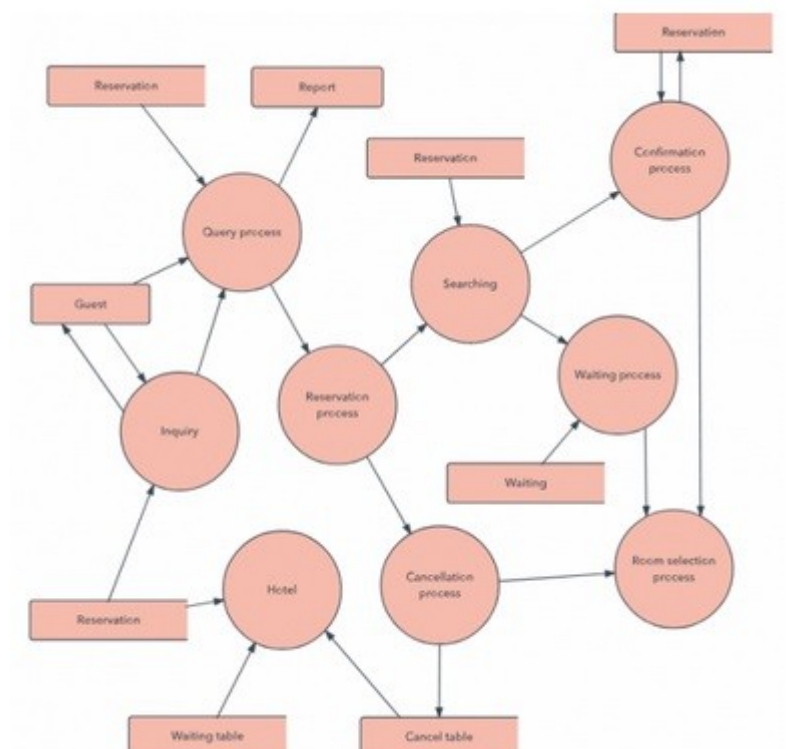 Reservation
Reservation
Report
Reservation
Confirmation
process
Query process
Searching
Guest
Waiting process
Reservation
process
Inquiry
Waiting
Room selection
process
Hotel
Cancellation
process
Reservation
Waiting table
Cancel table